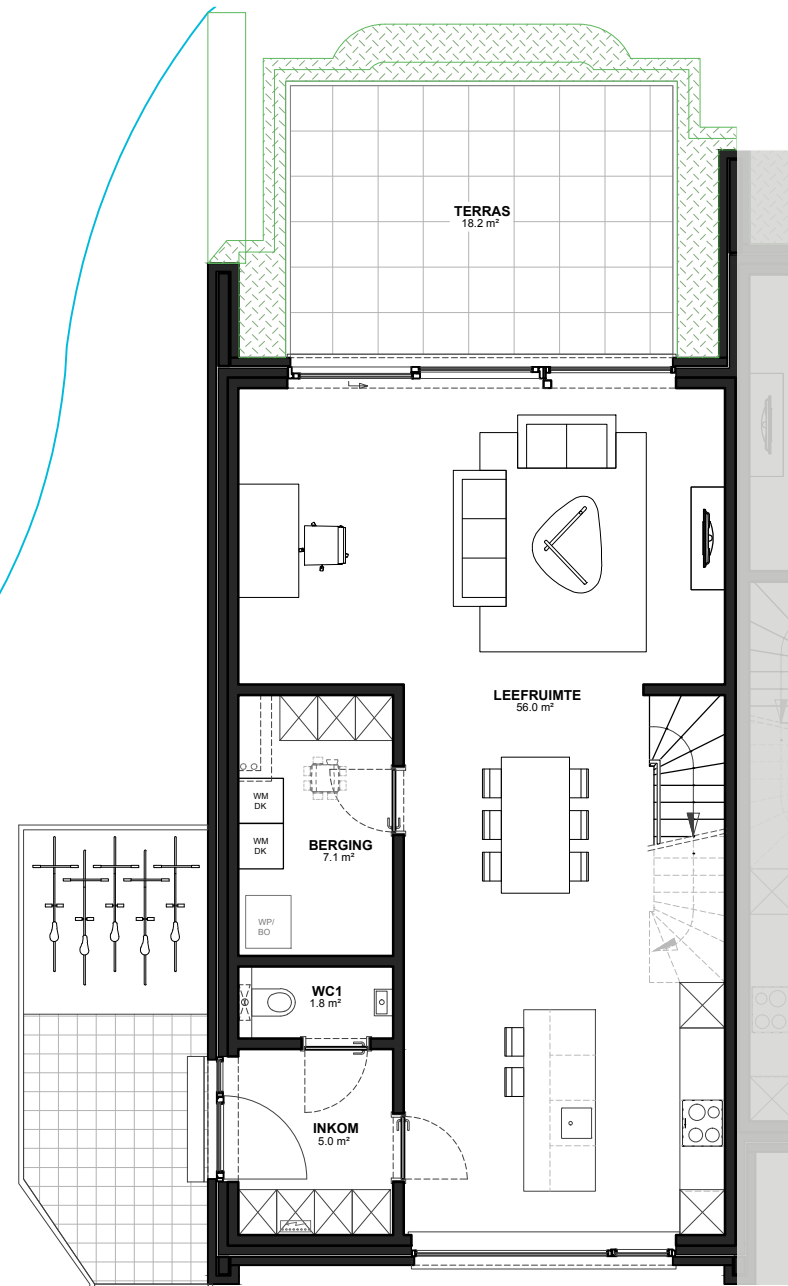 TERRAS
18.2 m²
LEEFRUIMTE
56.0 m²
WM
DK
WM
DK
BERGING
7.1 m²
WP/
BO
WC1
1.8 m²
INKOM
5.0 m²